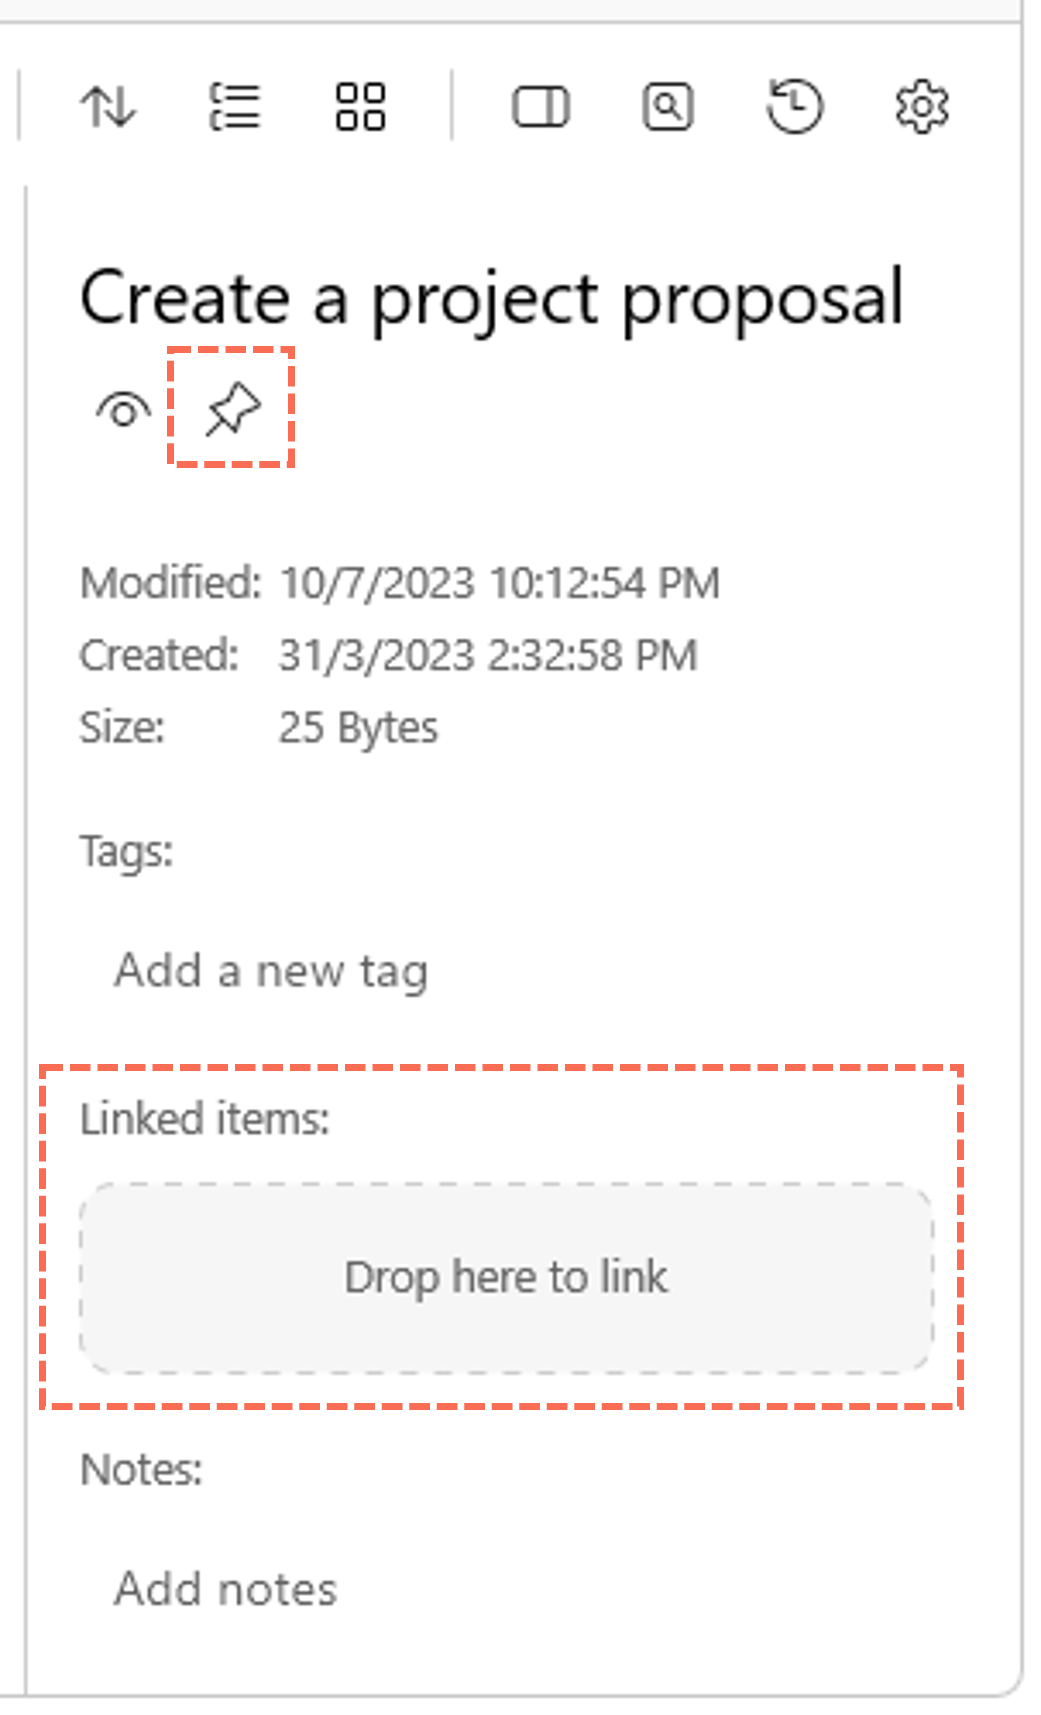 Create a project proposal
Modified: 10/7/2023 10:12:54 PM
Created: 31/3/2023 2:32:58 PM
Size: 25 Bytes
Tags:
Add a new tag
Linked items:
Drop here to link
Notes:
Add notes